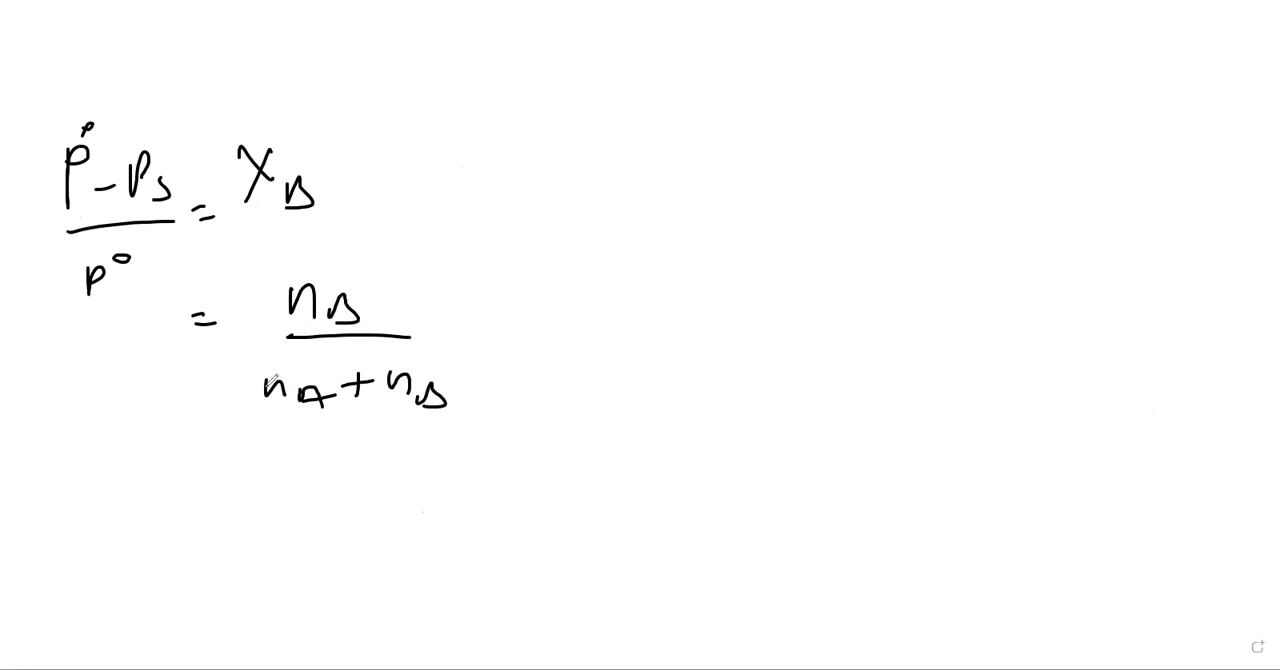 P° - Ps / p° = XB
= nB / nA + nB